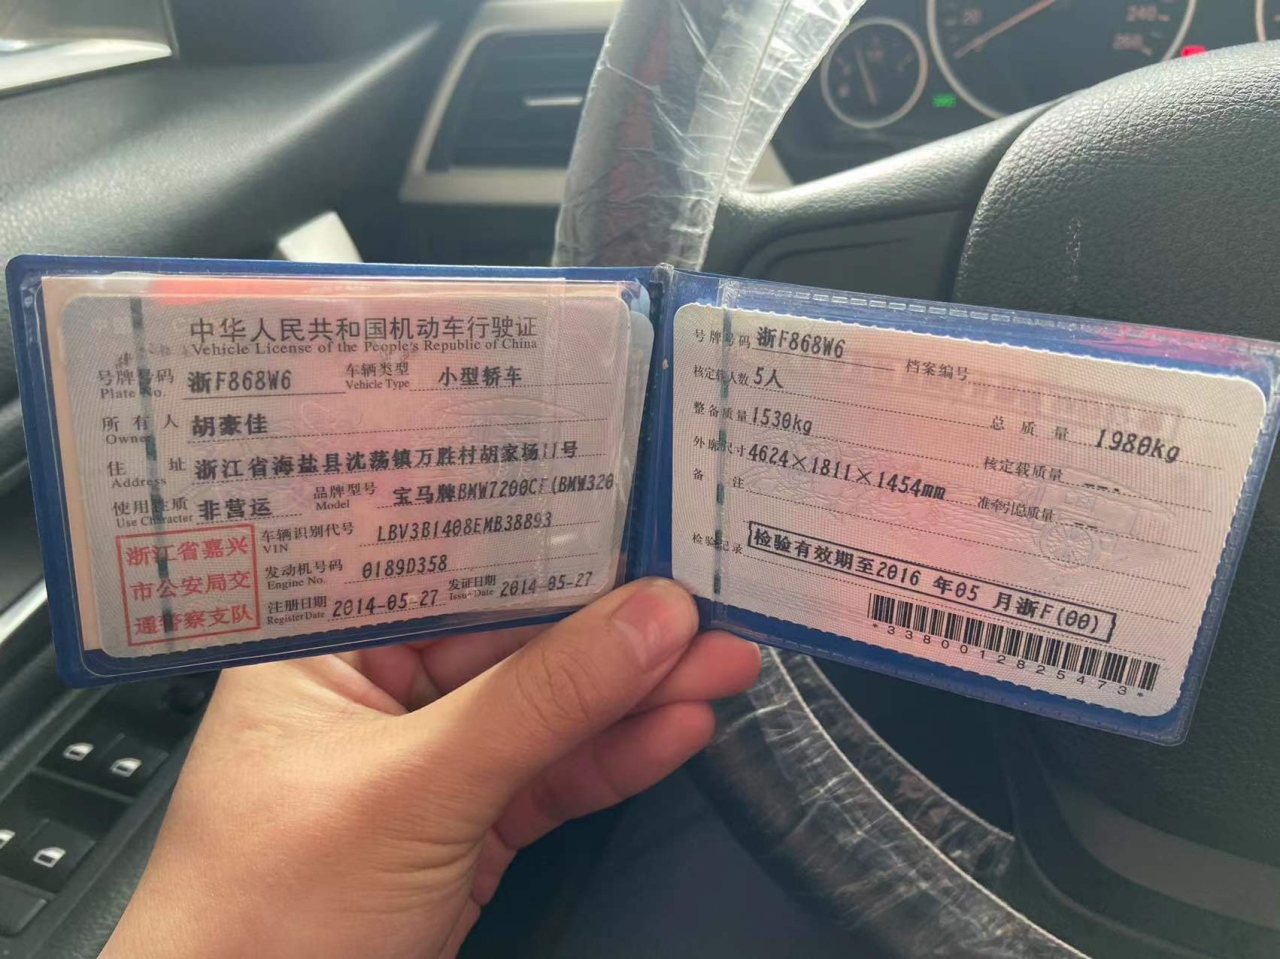 中华人民共和国机动车行驶证
Vehicle License of the People's Republic of China
号牌号码 浙F868W6 车辆类型 小型轿车
Plate No. Vehicle Type
所有人 胡豪佳
Owner
住址 浙江省海盐县沈荡镇万胜村胡家场11号
Address
使用性质 非营运 品牌型号 宝马牌BMW7200CF(BMW320
Use Character Model
浙江省嘉兴
市公安局交
通警察支队
车辆识别代号 LBV3B1408EMB38893
VIN
发动机号码 0189D358
Engine No.
注册日期 2014-05-27 发证日期 2014-05-27
Register Date Issue Date
号牌号码 浙F868W6 档案编号
核定载人数 5人 总质量 1980kg
整备质量 1530kg 核定载质量
外廓尺寸 4624×1811×1454mm 准牵引总质量
备注
检验记录 检验有效期至2016 年05 月浙F(00)
*3380012825473*
20
240
260